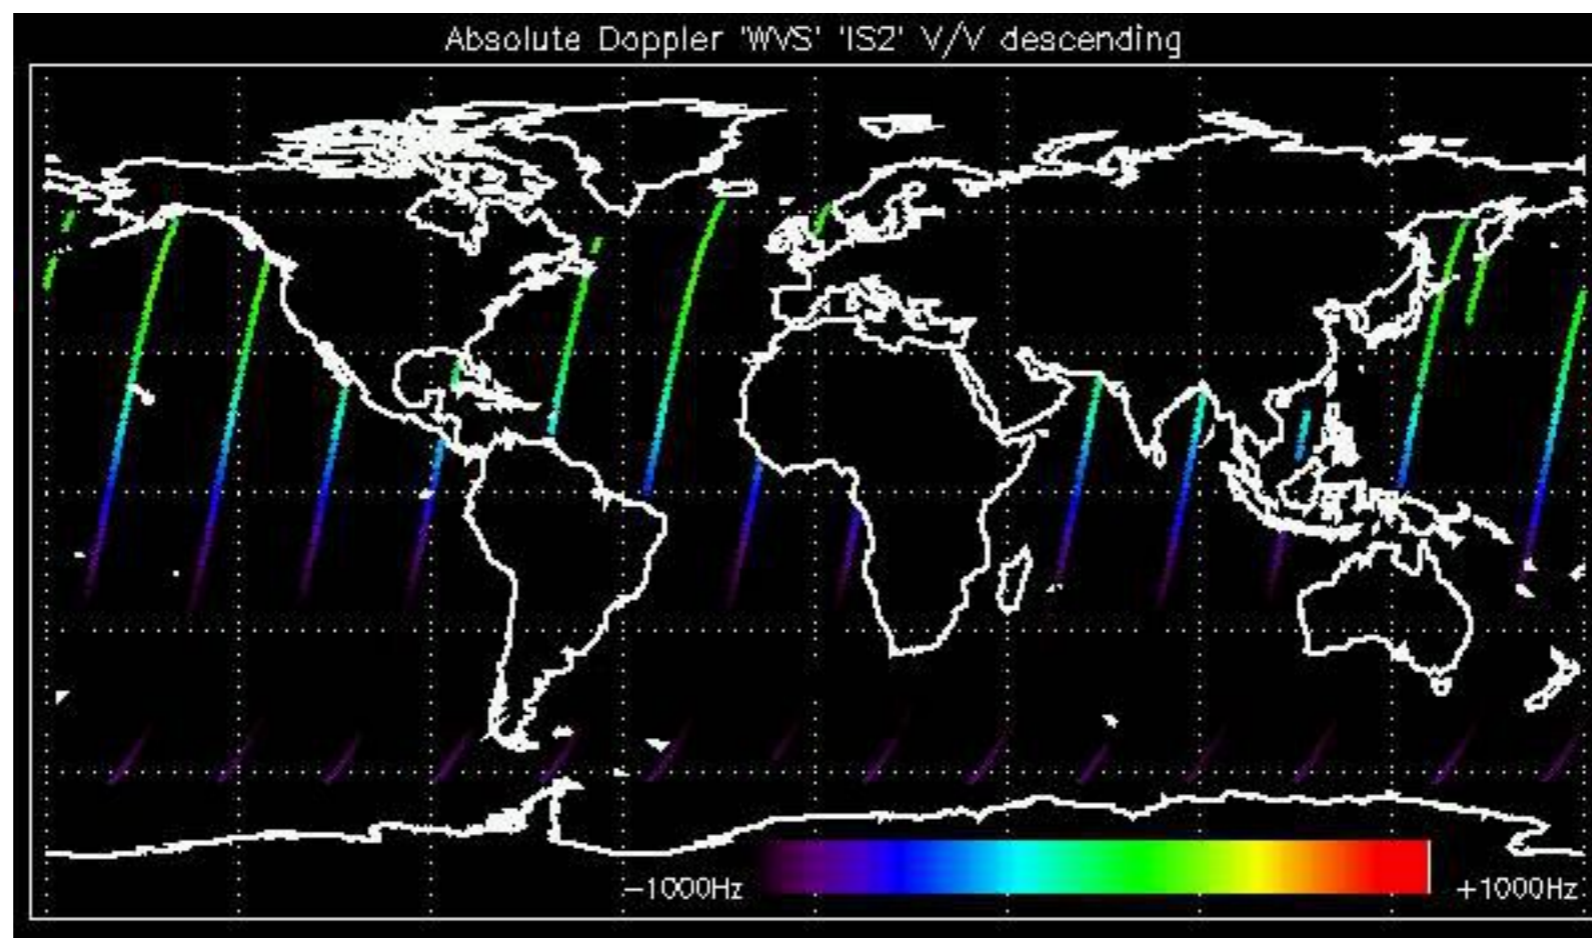 Absolute Doppler 'WVS' 'IS2' V/V descending
−1000Hz
+1000Hz